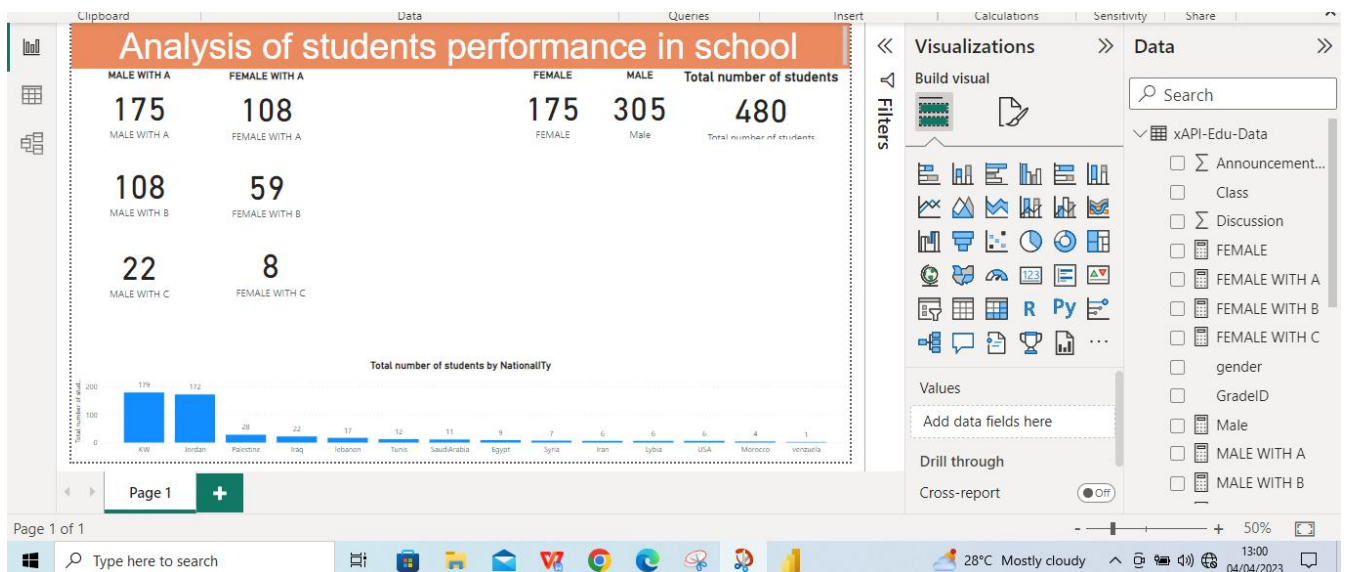 Clipboard Data Queries Insert Calculations Sensitivity Share
Analysis of students performance in school
MALE WITH A FEMALE WITH A FEMALE MALE Total number of students
175 108 175 305 480
MALE WITH A FEMALE WITH A FEMALE Male Total number of students
108 59
MALE WITH B FEMALE WITH B
22 8
MALE WITH C FEMALE WITH C
Total number of students by NationalITy
Total number of stud...
200
100
0
179 172 28 22 17 12 11 9 7 6 6 6 4 1
KW Jordan Palestine Iraq lebanon Tunis SaudiArabia Egypt Syria Iran Lybia USA Morocco venzuela
Filters
Visualizations
Build visual
123
R Py
Values
Add data fields here
Drill through
Cross-report Off
Data
Search
xAPI-Edu-Data
Announcement...
Class
Discussion
FEMALE
FEMALE WITH A
FEMALE WITH B
FEMALE WITH C
gender
GradeID
Male
MALE WITH A
MALE WITH B
Page 1
Page 1 of 1
- + 50%
Type here to search
28°C Mostly cloudy
13:00
04/04/2023